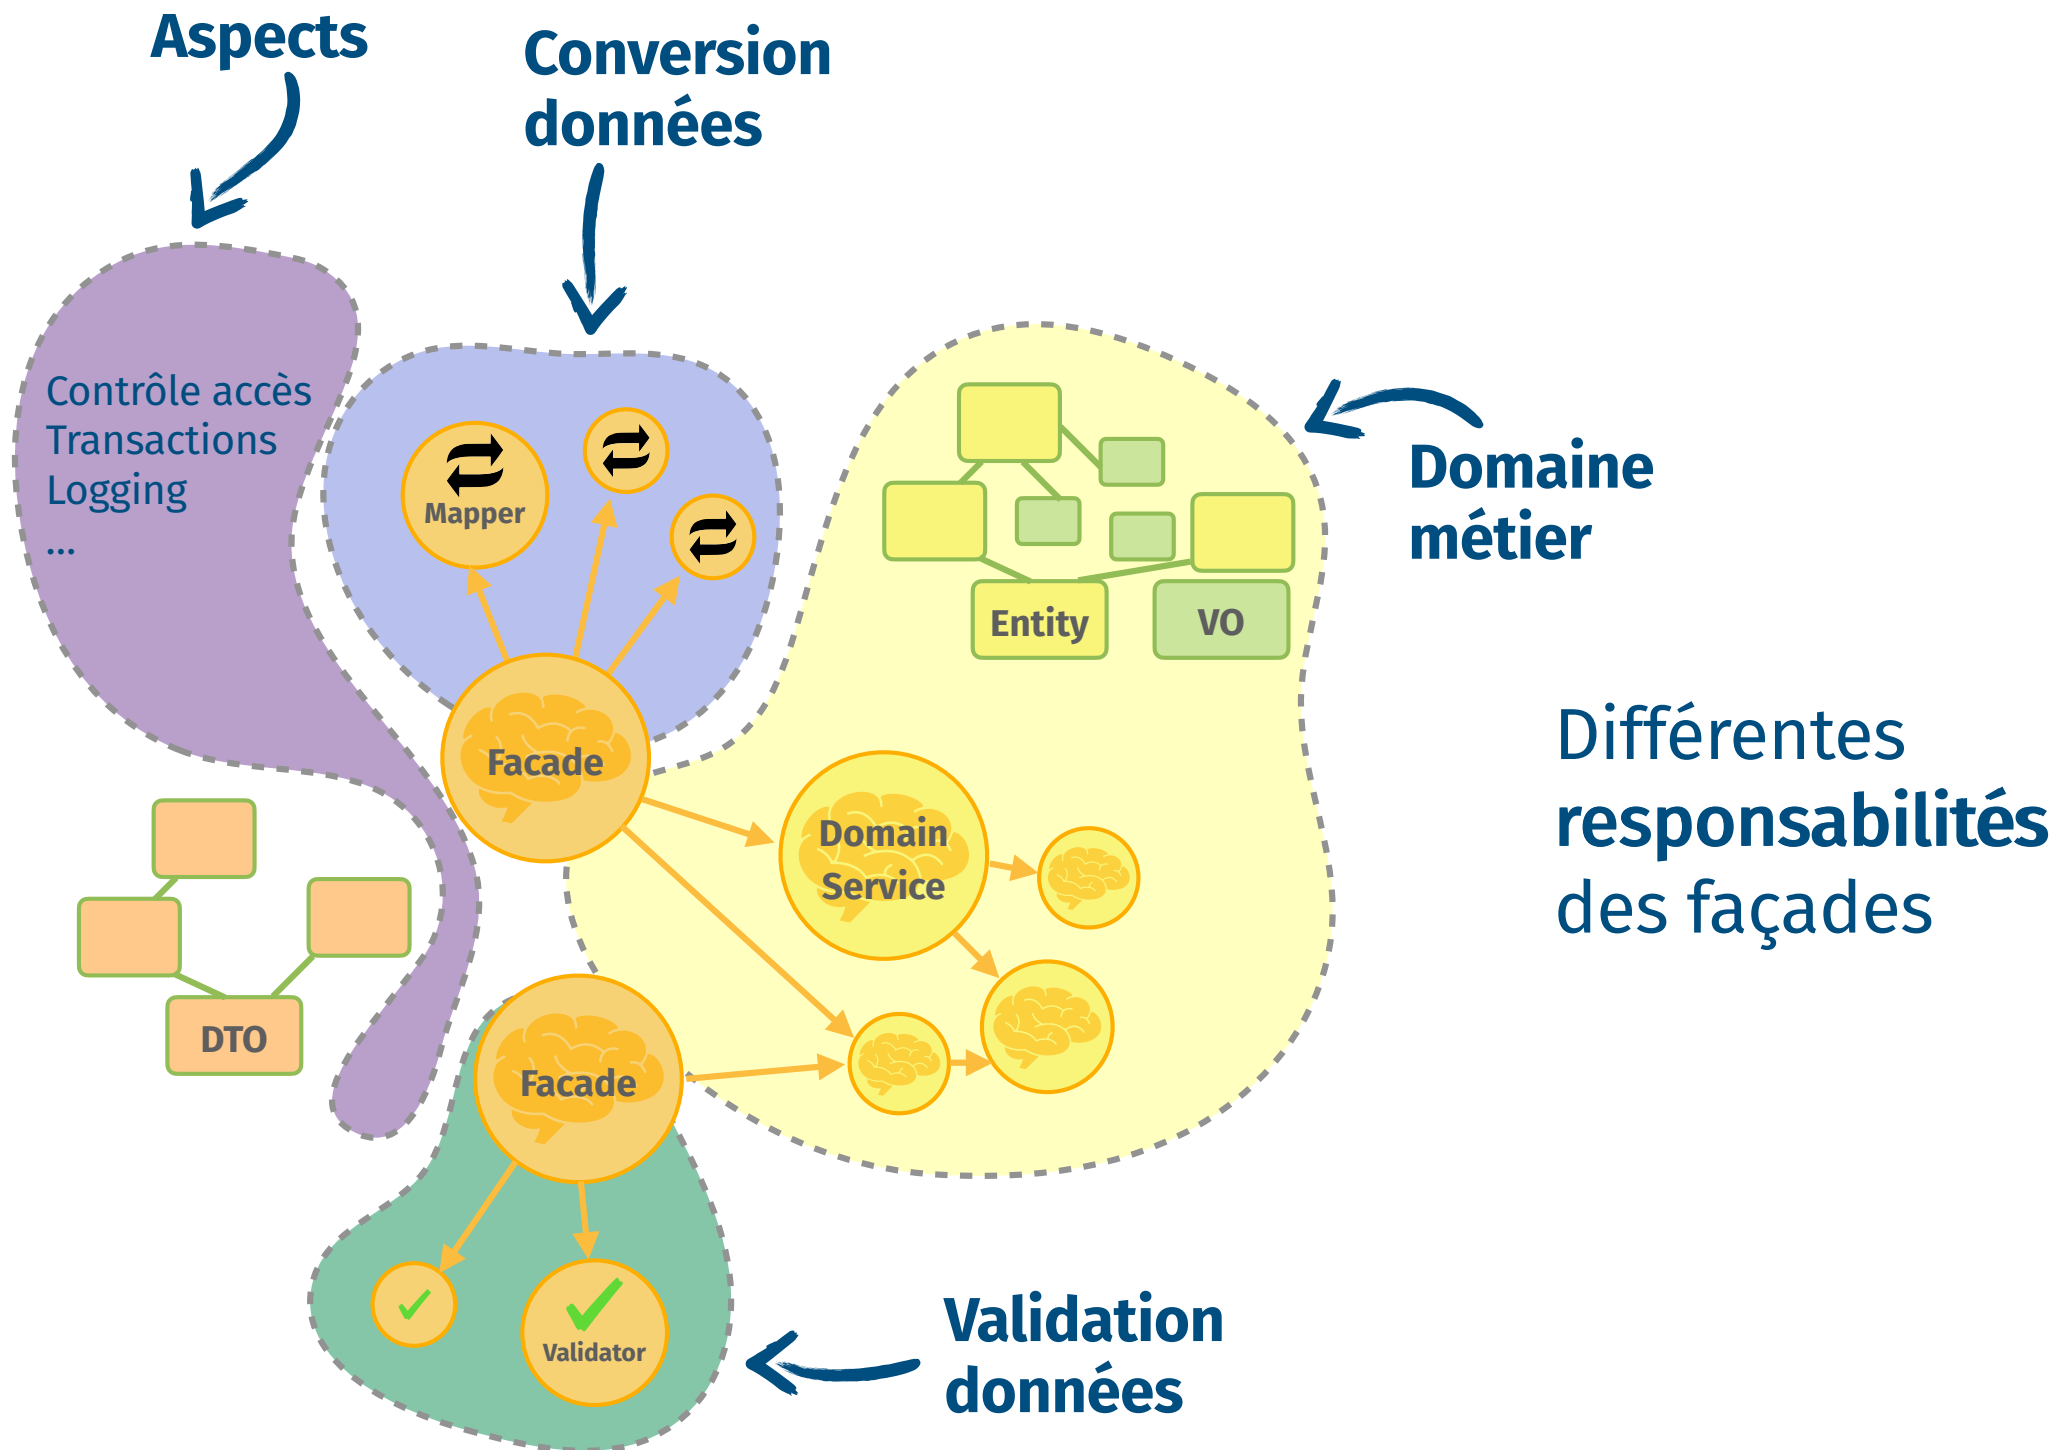 Aspects
Conversion
données
Contrôle accès
Transactions
Logging
...
Mapper
Domaine
métier
Entity
VO
Différentes
responsabilités
des façades
Facade
Domain
Service
DTO
Facade
Validator
Validation
données